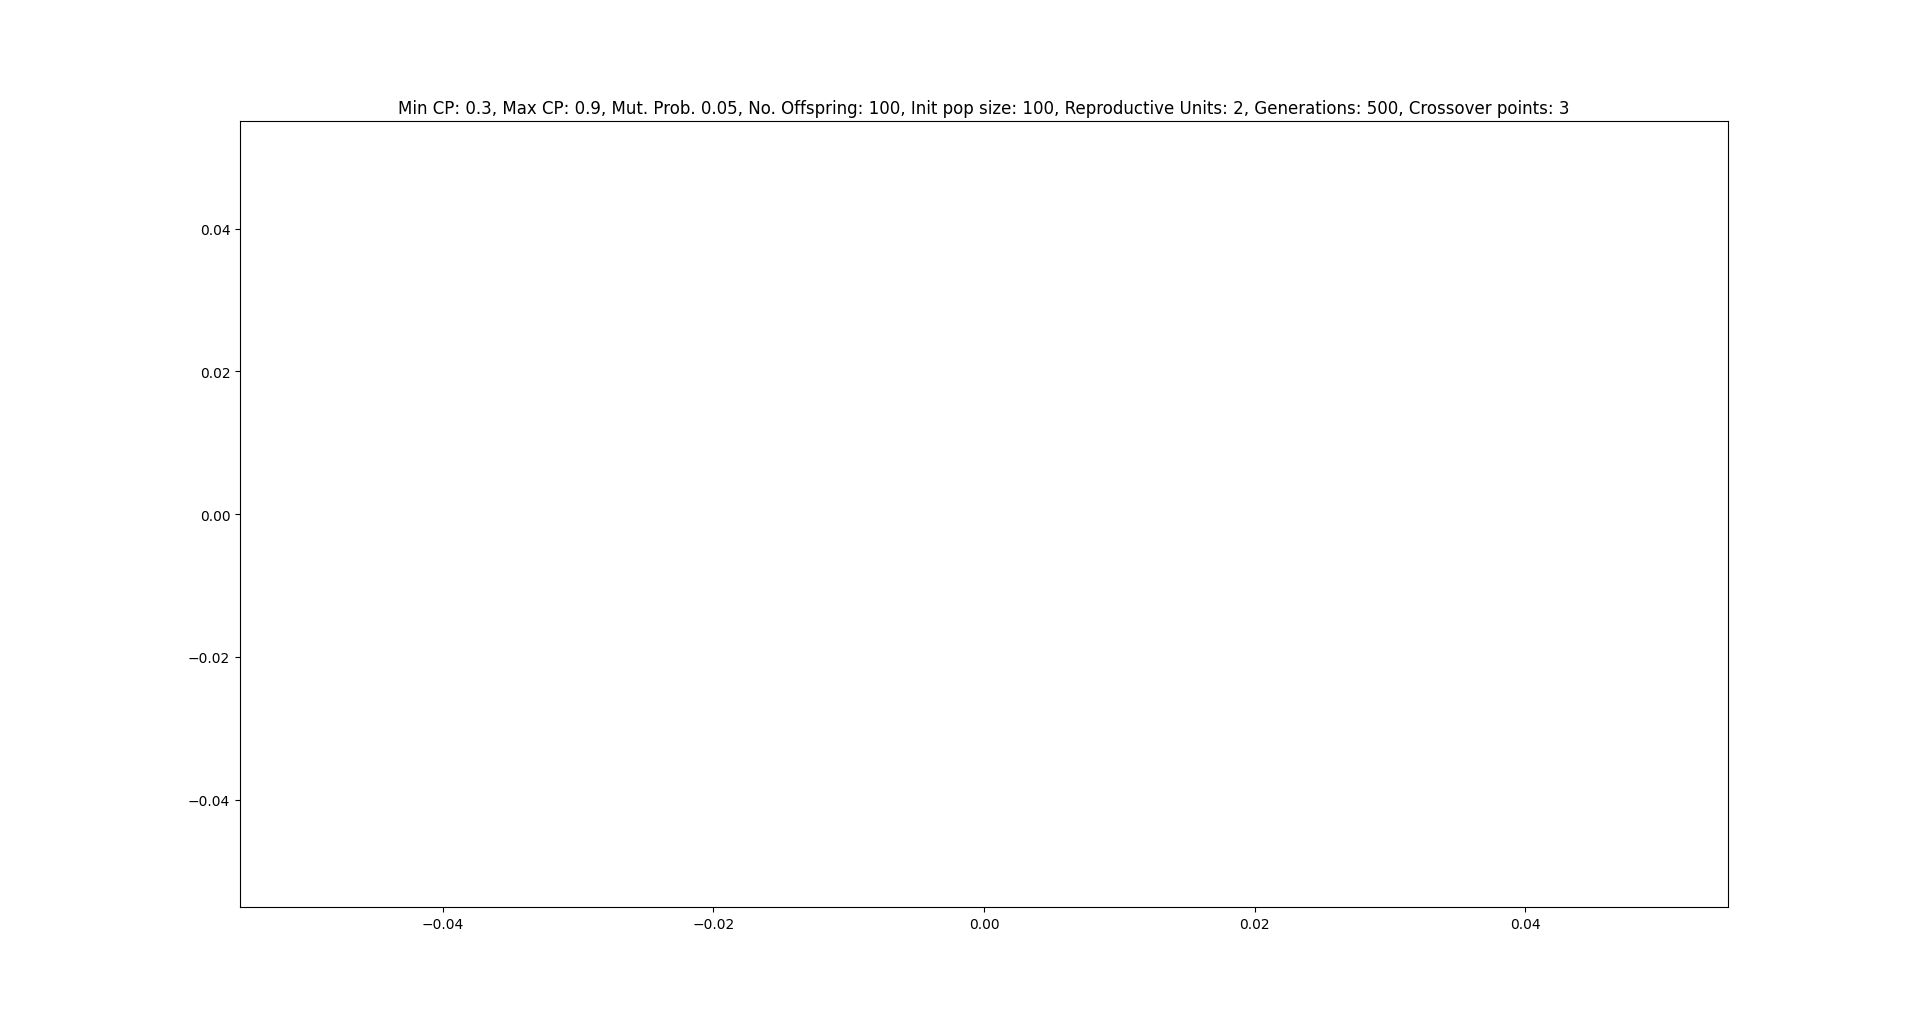 Min CP: 0.3, Max CP: 0.9, Mut. Prob. 0.05, No. Offspring: 100, Init pop size: 100, Reproductive Units: 2, Generations: 500, Crossover points: 3
0.04
0.02
0.00
−0.02
−0.04
−0.04 −0.02 0.00 0.02 0.04